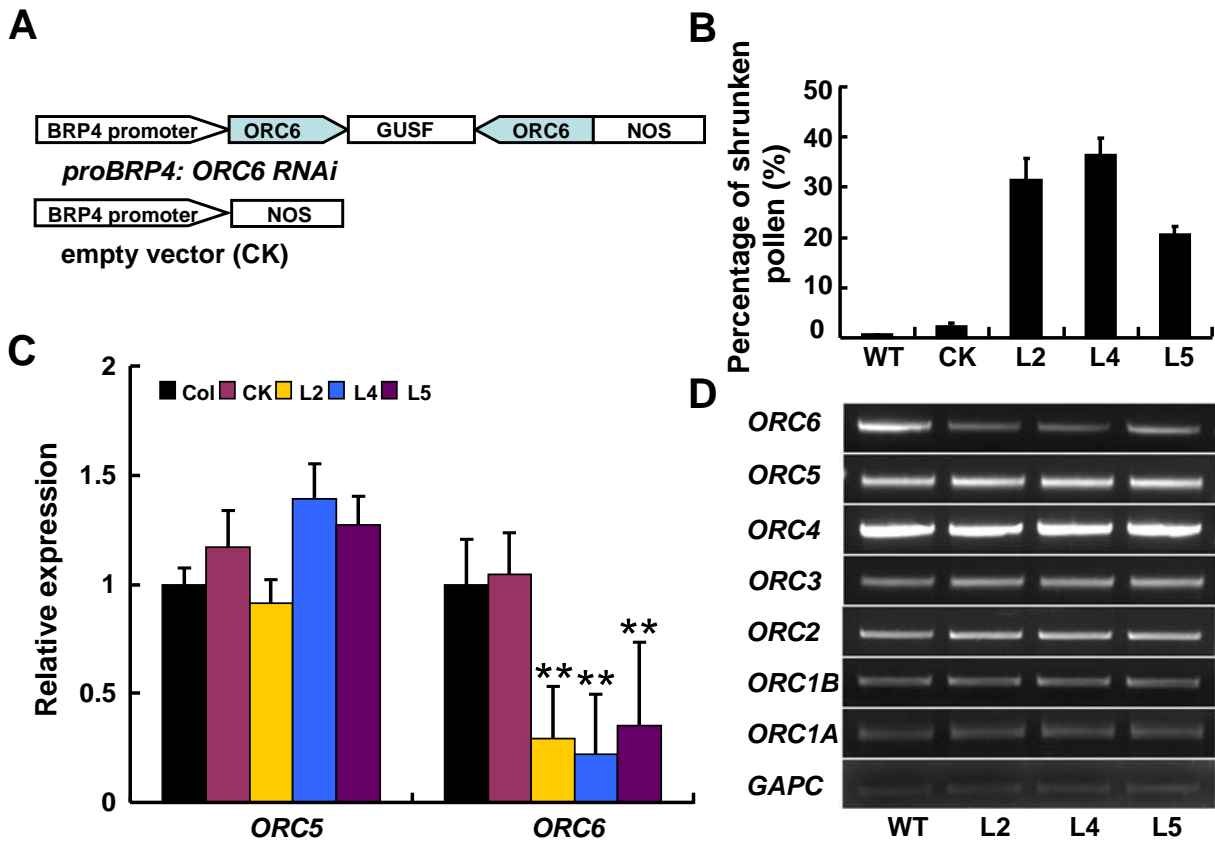 A
BRP4 promoter ORC6 GUSF ORC6 NOS
proBRP4: ORC6 RNAi
BRP4 promoter NOS
empty vector (CK)
B
Percentage of shrunken
pollen (%)
50
40
30
20
10
0
WT CK L2 L4 L5
C
Relative expression
2
1.5
1
0.5
0
Col CK L2 L4 L5
** ** **
ORC5 ORC6
D
ORC6
ORC5
ORC4
ORC3
ORC2
ORC1B
ORC1A
GAPC
WT L2 L4 L5